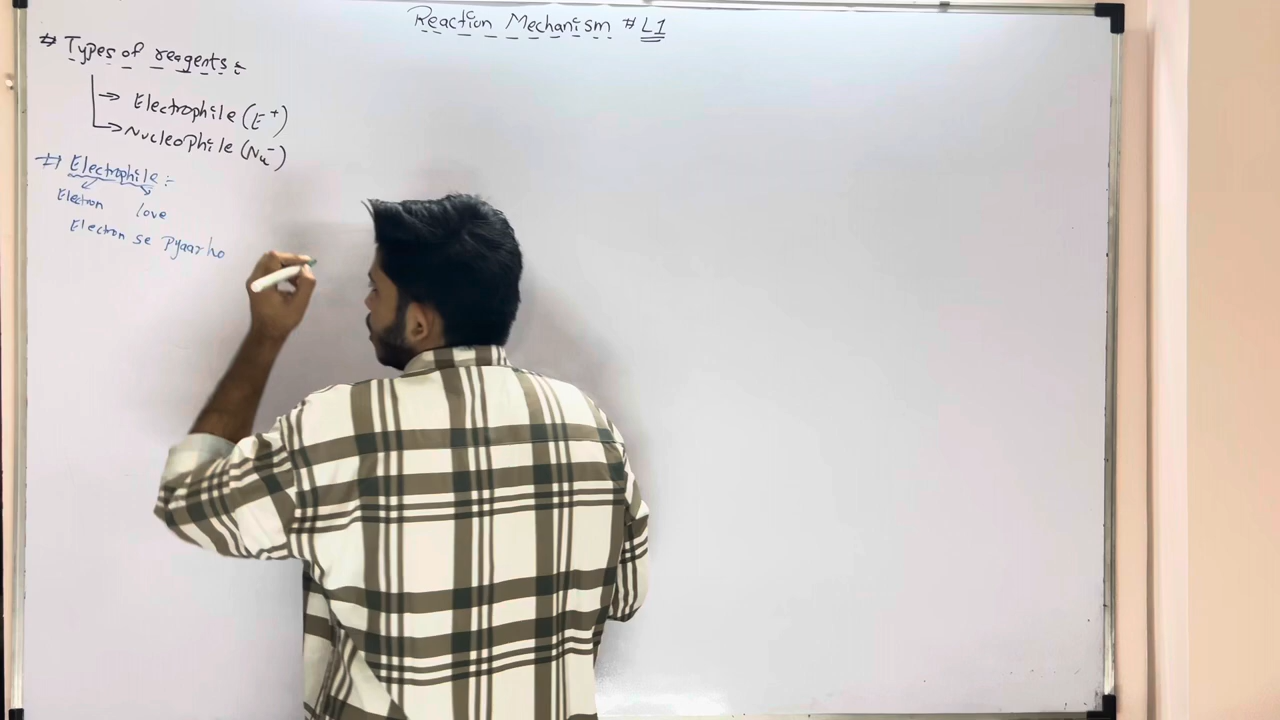 Reaction Mechanism # L1
# Types of reagents :-
→ Electrophile (E⁺)
→ Nucleophile (Nu⁻)
# Electrophile :-
Electron love
Electron se Pyaar ho